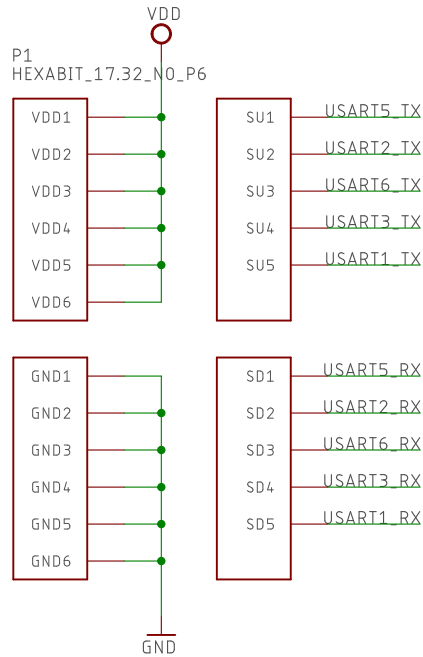 VDD
P1
HEXABIT_17.32_NO_P6
VDD1
VDD2
VDD3
VDD4
VDD5
VDD6
SU1 USART5_TX
SU2 USART2_TX
SU3 USART6_TX
SU4 USART3_TX
SU5 USART1_TX
GND1
GND2
GND3
GND4
GND5
GND6
SD1 USART5_RX
SD2 USART2_RX
SD3 USART6_RX
SD4 USART3_RX
SD5 USART1_RX
GND